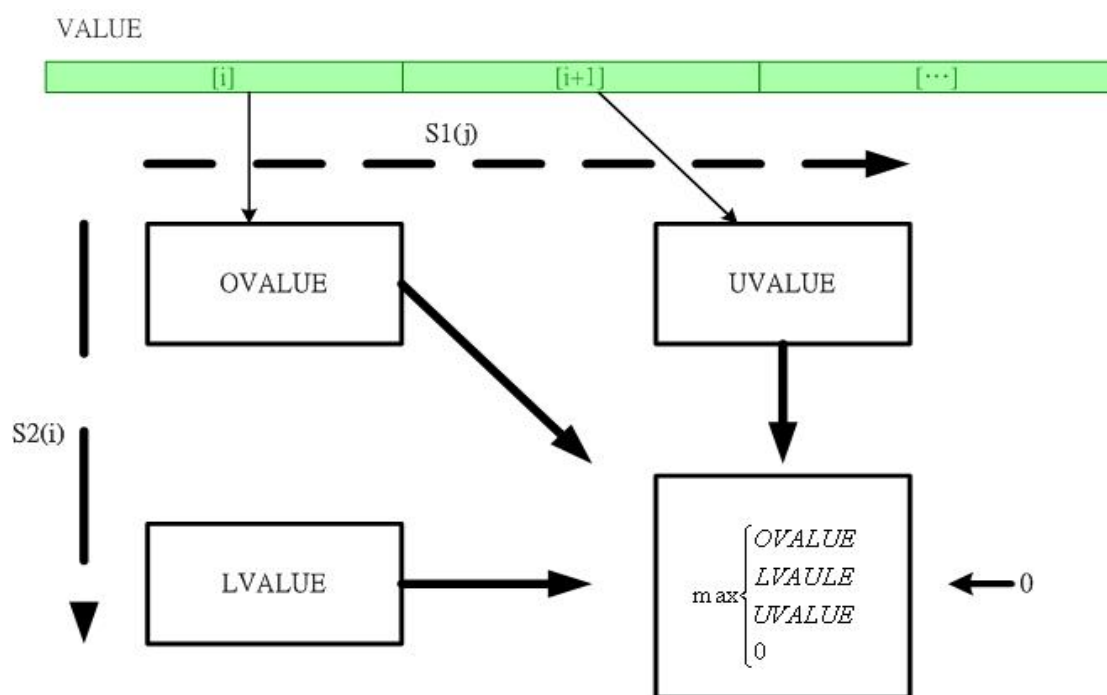 VALUE
[i] [i+1] [⋯]
S1(j)
OVALUE UVALUE
S2(i)
LVALUE
OVALUE
LVAULE
max
UVALUE
0
0